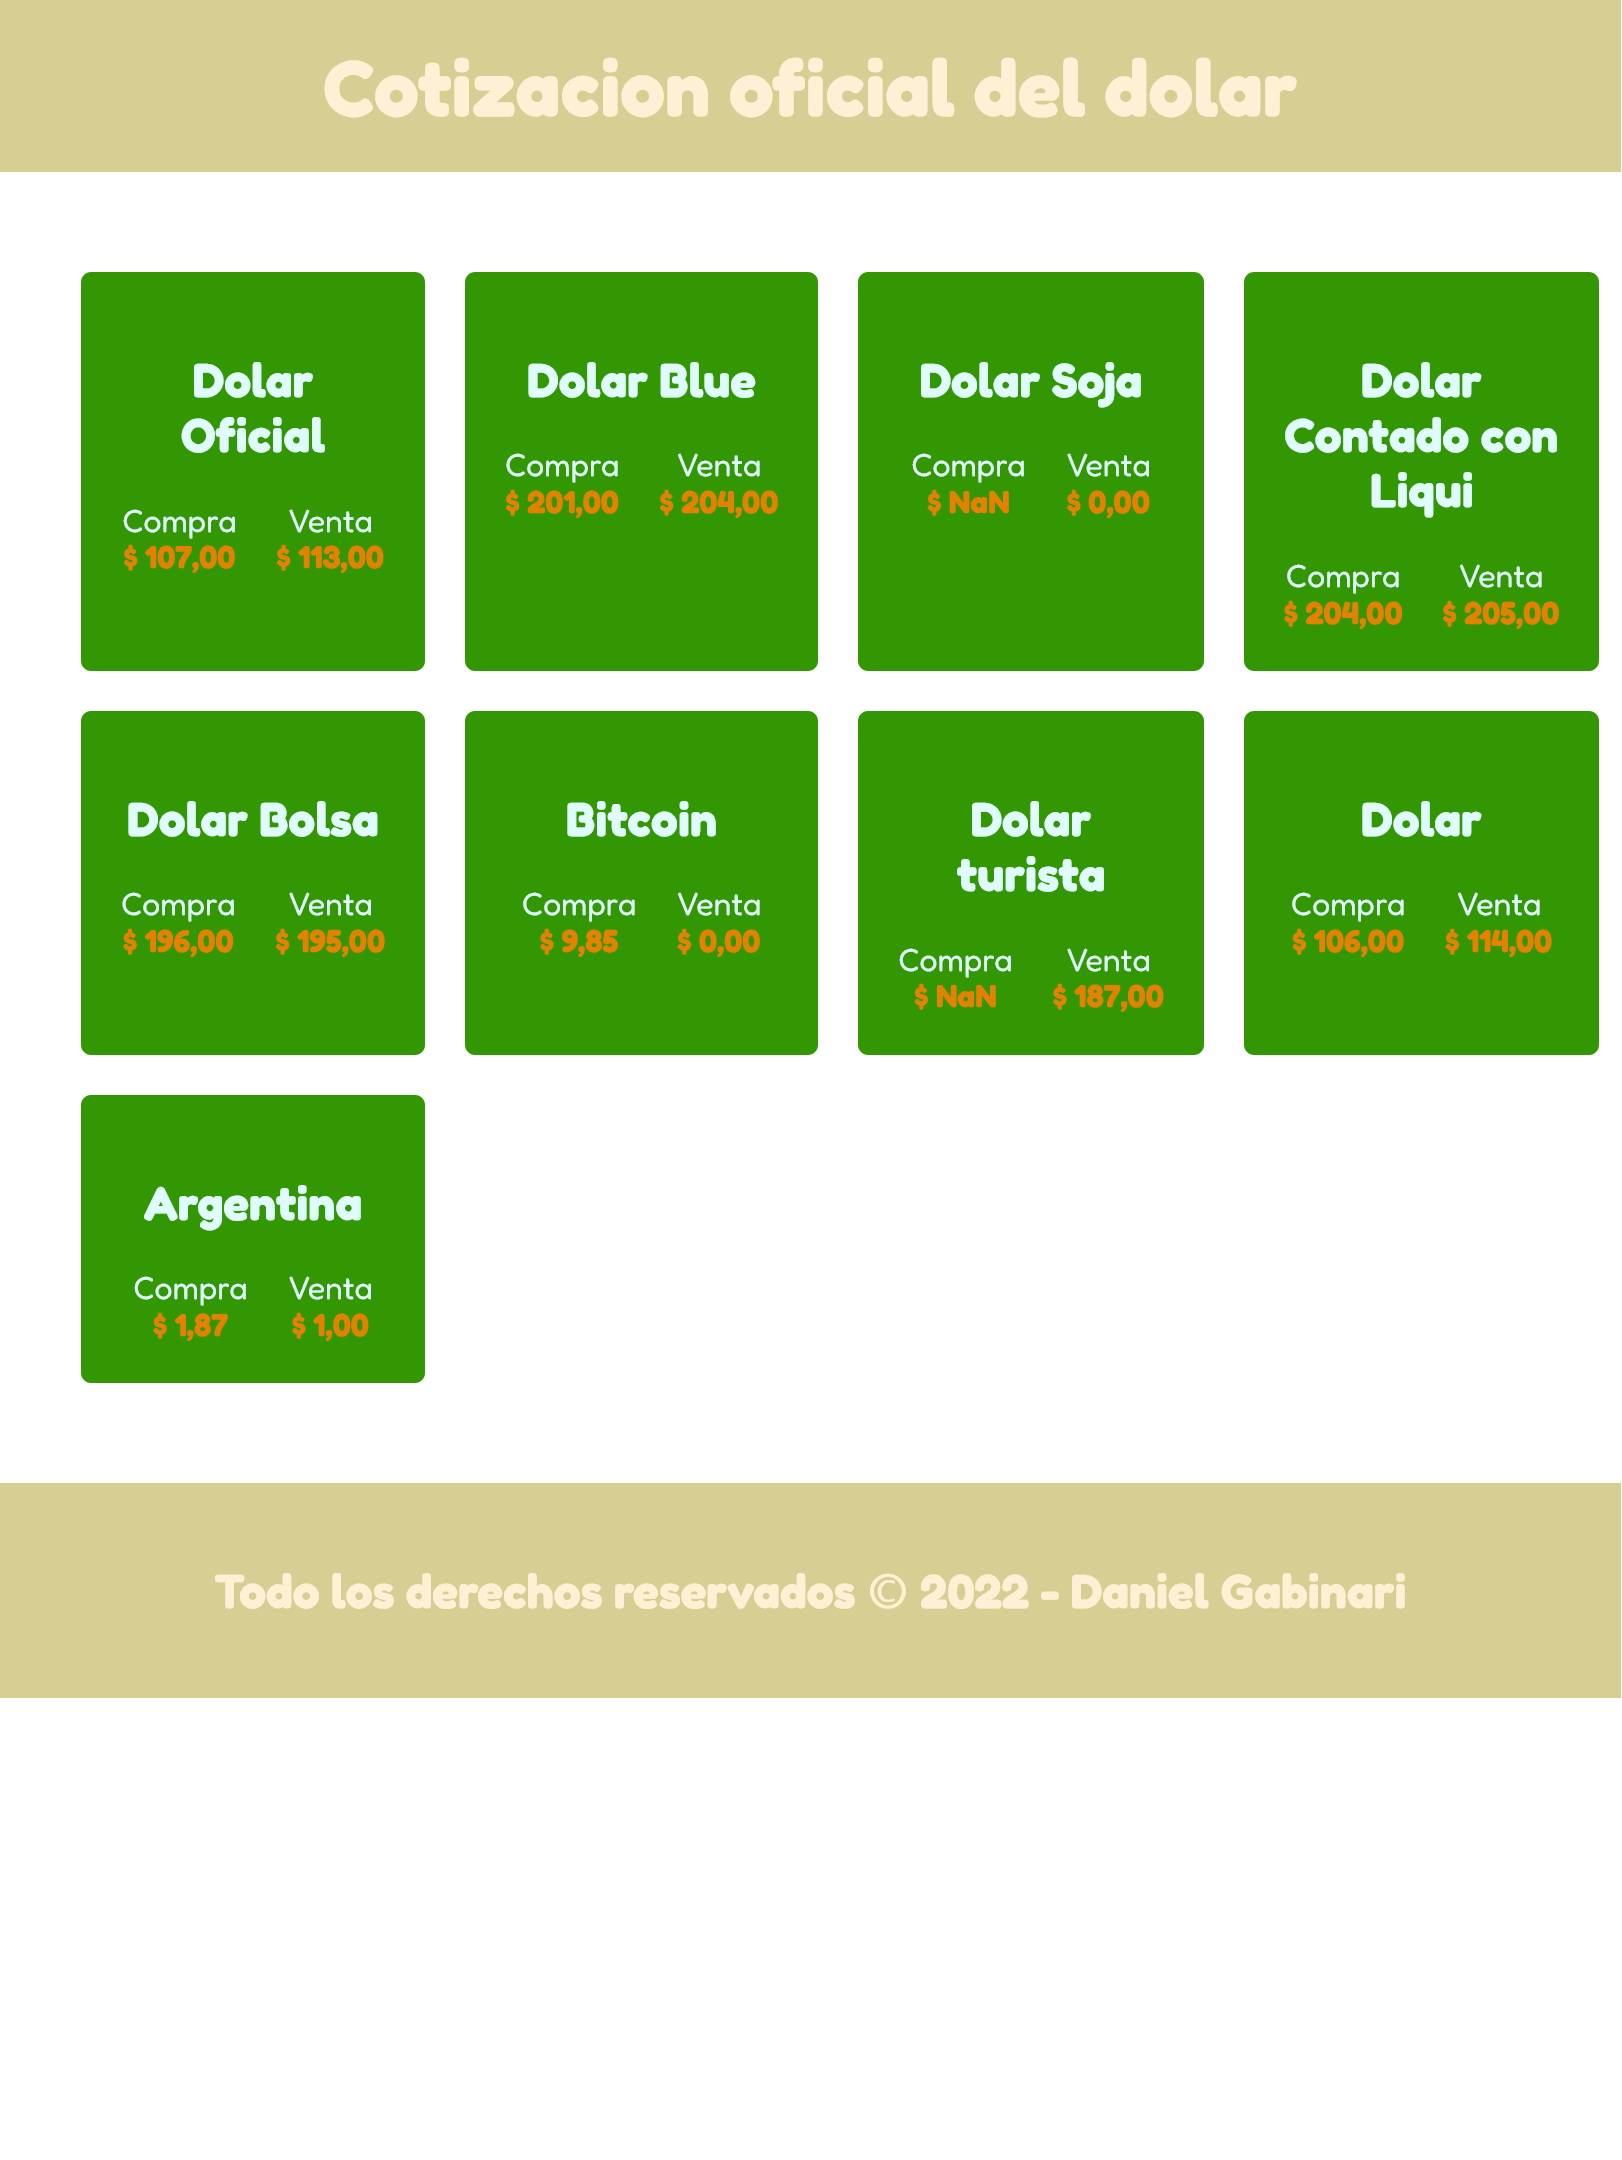 Cotizacion oficial del dolar
Dolar
Oficial
Compra Venta
$ 107,00 $ 113,00
Dolar Blue
Compra Venta
$ 201,00 $ 204,00
Dolar Soja
Compra Venta
$ NaN $ 0,00
Dolar
Contado con
Liqui
Compra Venta
$ 204,00 $ 205,00
Dolar Bolsa
Compra Venta
$ 196,00 $ 195,00
Bitcoin
Compra Venta
$ 9,85 $ 0,00
Dolar
turista
Compra Venta
$ NaN $ 187,00
Dolar
Compra Venta
$ 106,00 $ 114,00
Argentina
Compra Venta
$ 1,87 $ 1,00
Todo los derechos reservados © 2022 - Daniel Gabinari